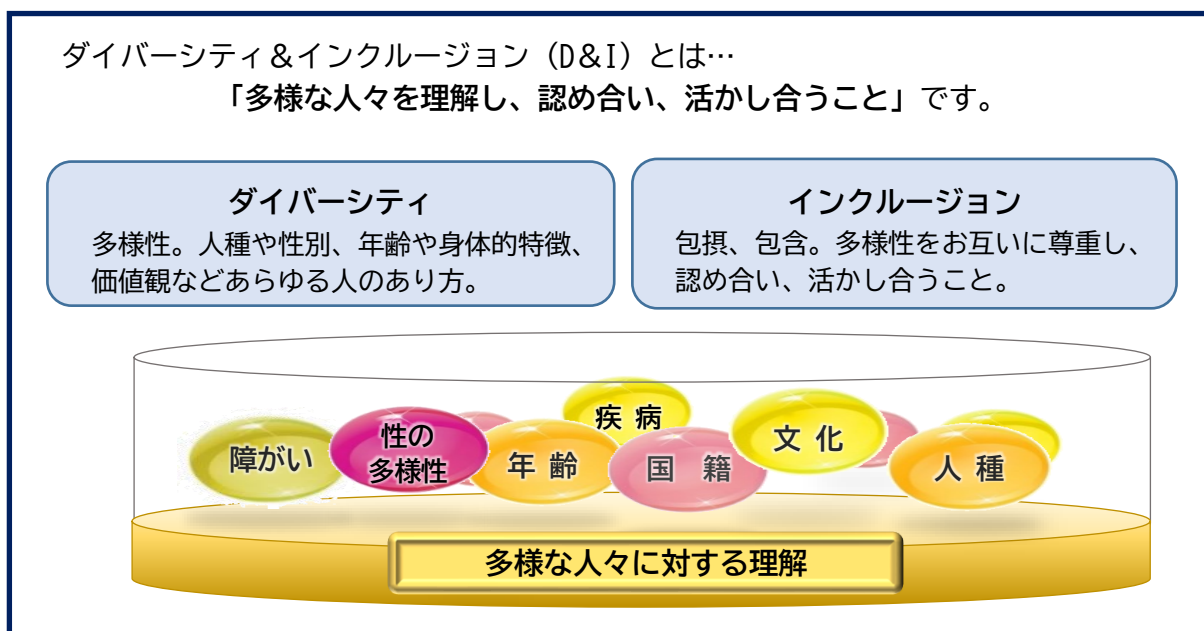 ダイバーシティ＆インクルージョン（D＆I）とは…
「多様な人々を理解し、認め合い、活かし合うこと」です。
ダイバーシティ
多様性。人種や性別、年齢や身体的特徴、
価値観などあらゆる人のあり方。
インクルージョン
包摂、包含。多様性をお互いに尊重し、
認め合い、活かし合うこと。
障がい
性の
多様性
年 齢
疾 病
国 籍
文 化
人 種
多様な人々に対する理解